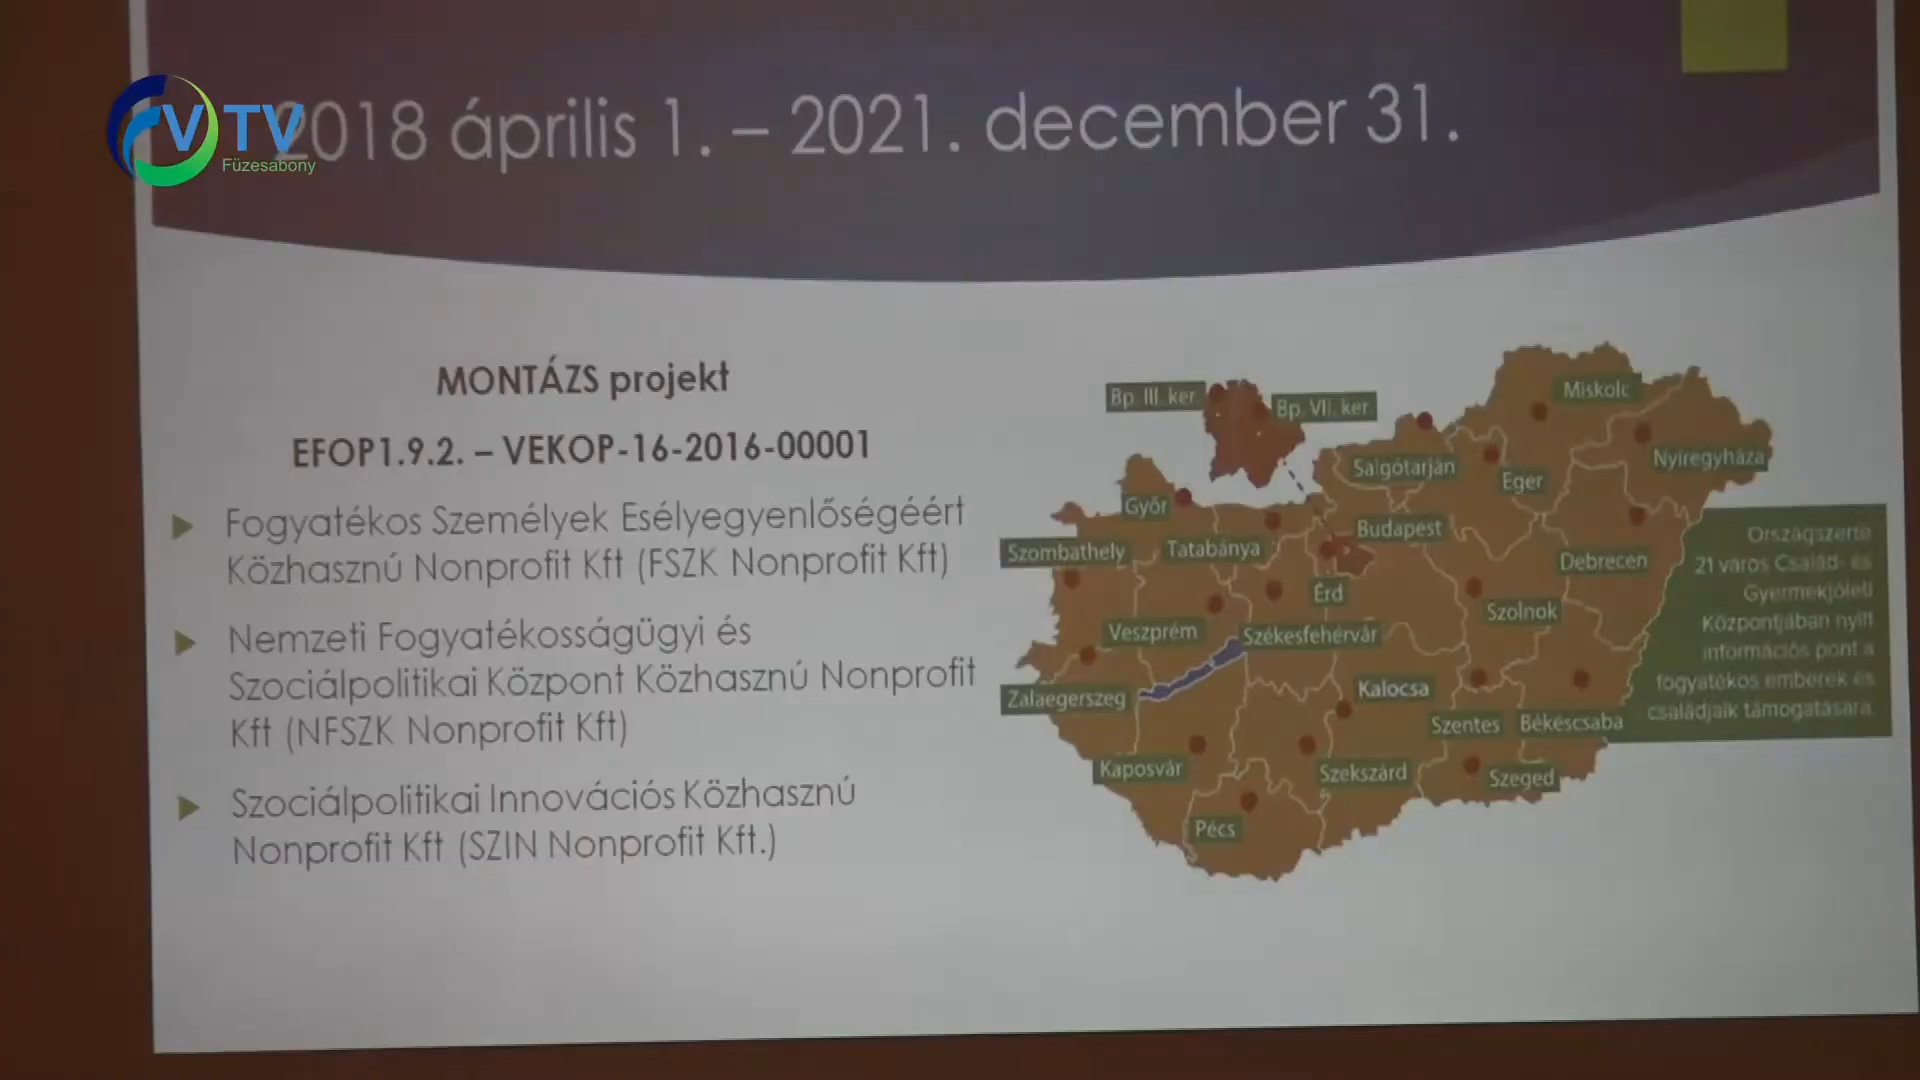 VTV
Füzesabony
2018 április 1. – 2021. december 31.
MONTÁZS projekt
EFOP1.9.2. – VEKOP-16-2016-00001
Fogyatékos Személyek Esélyegyenlőségéért
Közhasznú Nonprofit Kft (FSZK Nonprofit Kft)
Nemzeti Fogyatékosságügyi és
Szociálpolitikai Központ Közhasznú Nonprofit
Kft (NFSZK Nonprofit Kft)
Szociálpolitikai Innovációs Közhasznú
Nonprofit Kft (SZIN Nonprofit Kft.)
Bp. III. ker.
Bp. VII. ker
Miskolc
Salgótarján
Nyíregyháza
Eger
Győr
Budapest
Szombathely
Tatabánya
Debrecen
Érd
Szolnok
Veszprém
Székesfehérvár
Zalaegerszeg
Kalocsa
Szentes
Békéscsaba
Kaposvár
Szekszárd
Szeged
Pécs
Országszerte
21 város Család- és
Gyermekjóléti
Központjában nyílt
információs pont a
fogyatékos emberek és
családjaik támogatására.